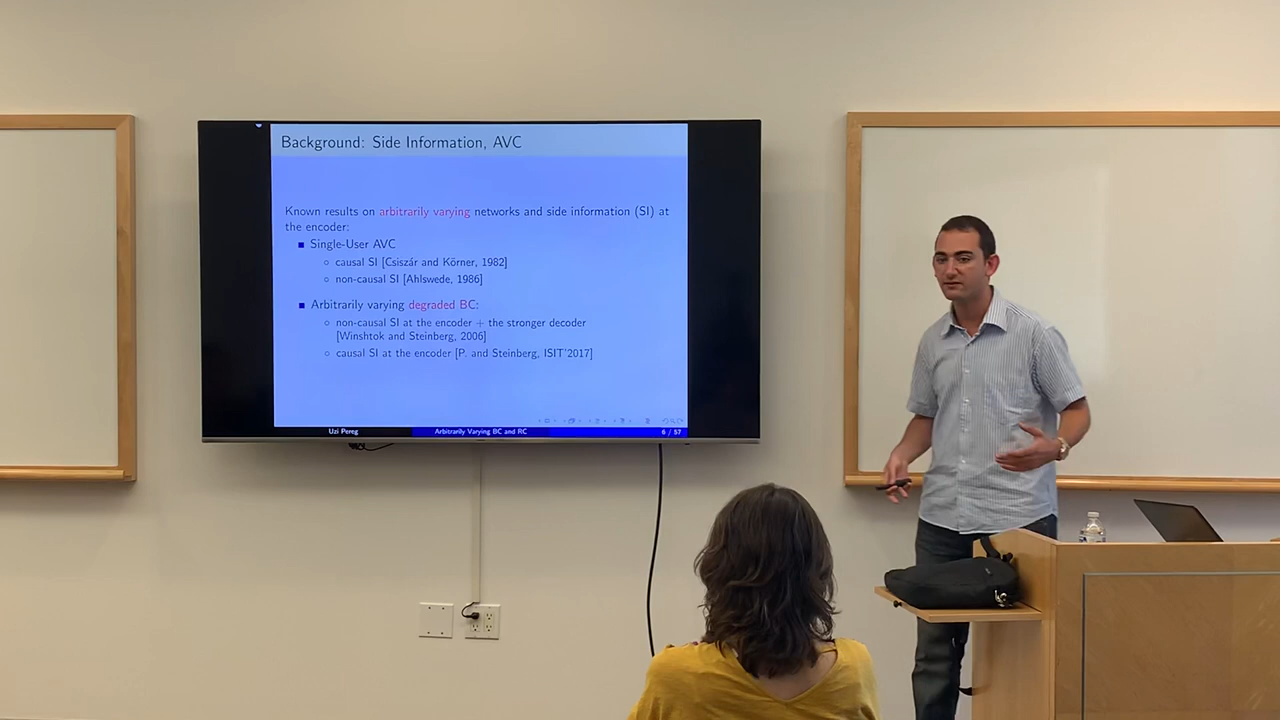 Background: Side Information, AVC
Known results on arbitrarily varying networks and side information (SI) at
the encoder:
Single-User AVC
causal SI [Csiszár and Körner, 1982]
non-causal SI [Ahlswede, 1986]
Arbitrarily varying degraded BC:
non-causal SI at the encoder + the stronger decoder
[Winshtok and Steinberg, 2006]
causal SI at the encoder [P. and Steinberg, ISIT'2017]
Uzi Pereg Arbitrarily Varying BC and RC 6 / 57